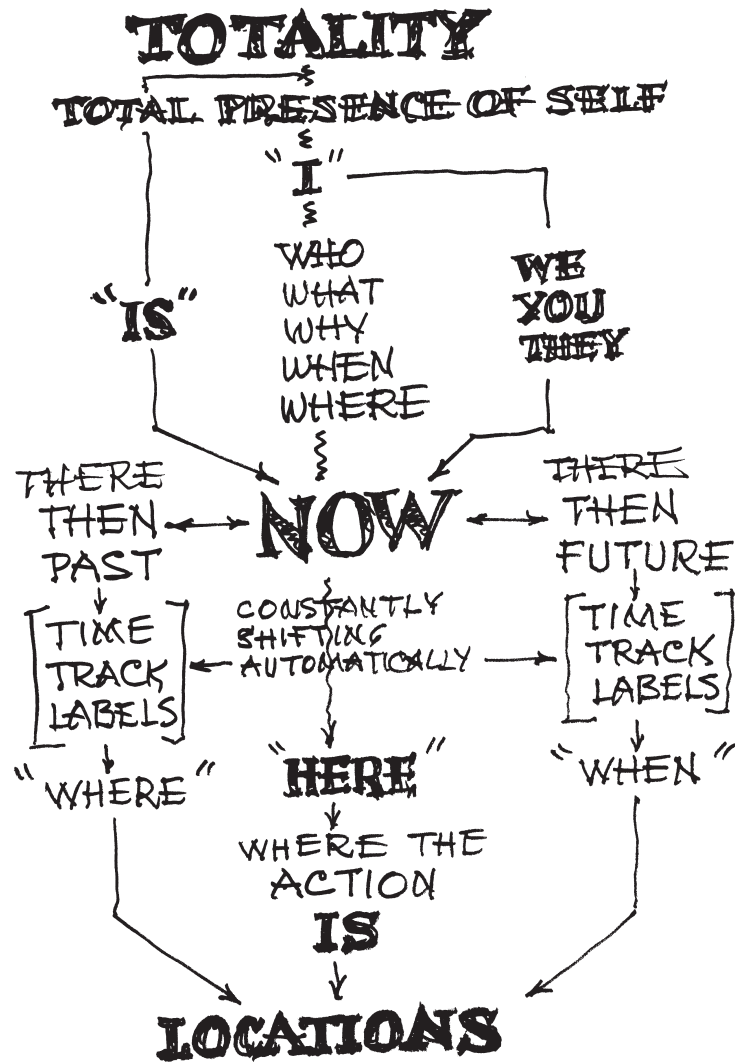 TOTALITY
TOTAL PRESENCE OF SELF
"I"
WHO
WHAT
WHY
WHEN
WHERE
"IS"
WE
YOU
THEY
THERE
THEN
PAST
NOW
THERE
THEN
FUTURE
TIME
TRACK
LABELS
CONSTANTLY
SHIFTING
AUTOMATICALLY
TIME
TRACK
LABELS
"WHERE"
"HERE"
"WHEN"
WHERE THE
ACTION
IS
LOCATIONS